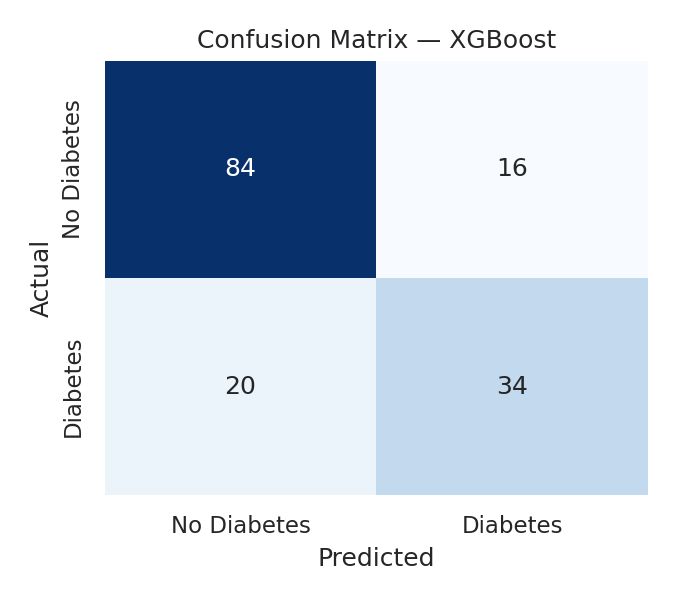 Confusion Matrix — XGBoost
Actual
No Diabetes
84
16
Diabetes
20
34
No Diabetes
Diabetes
Predicted